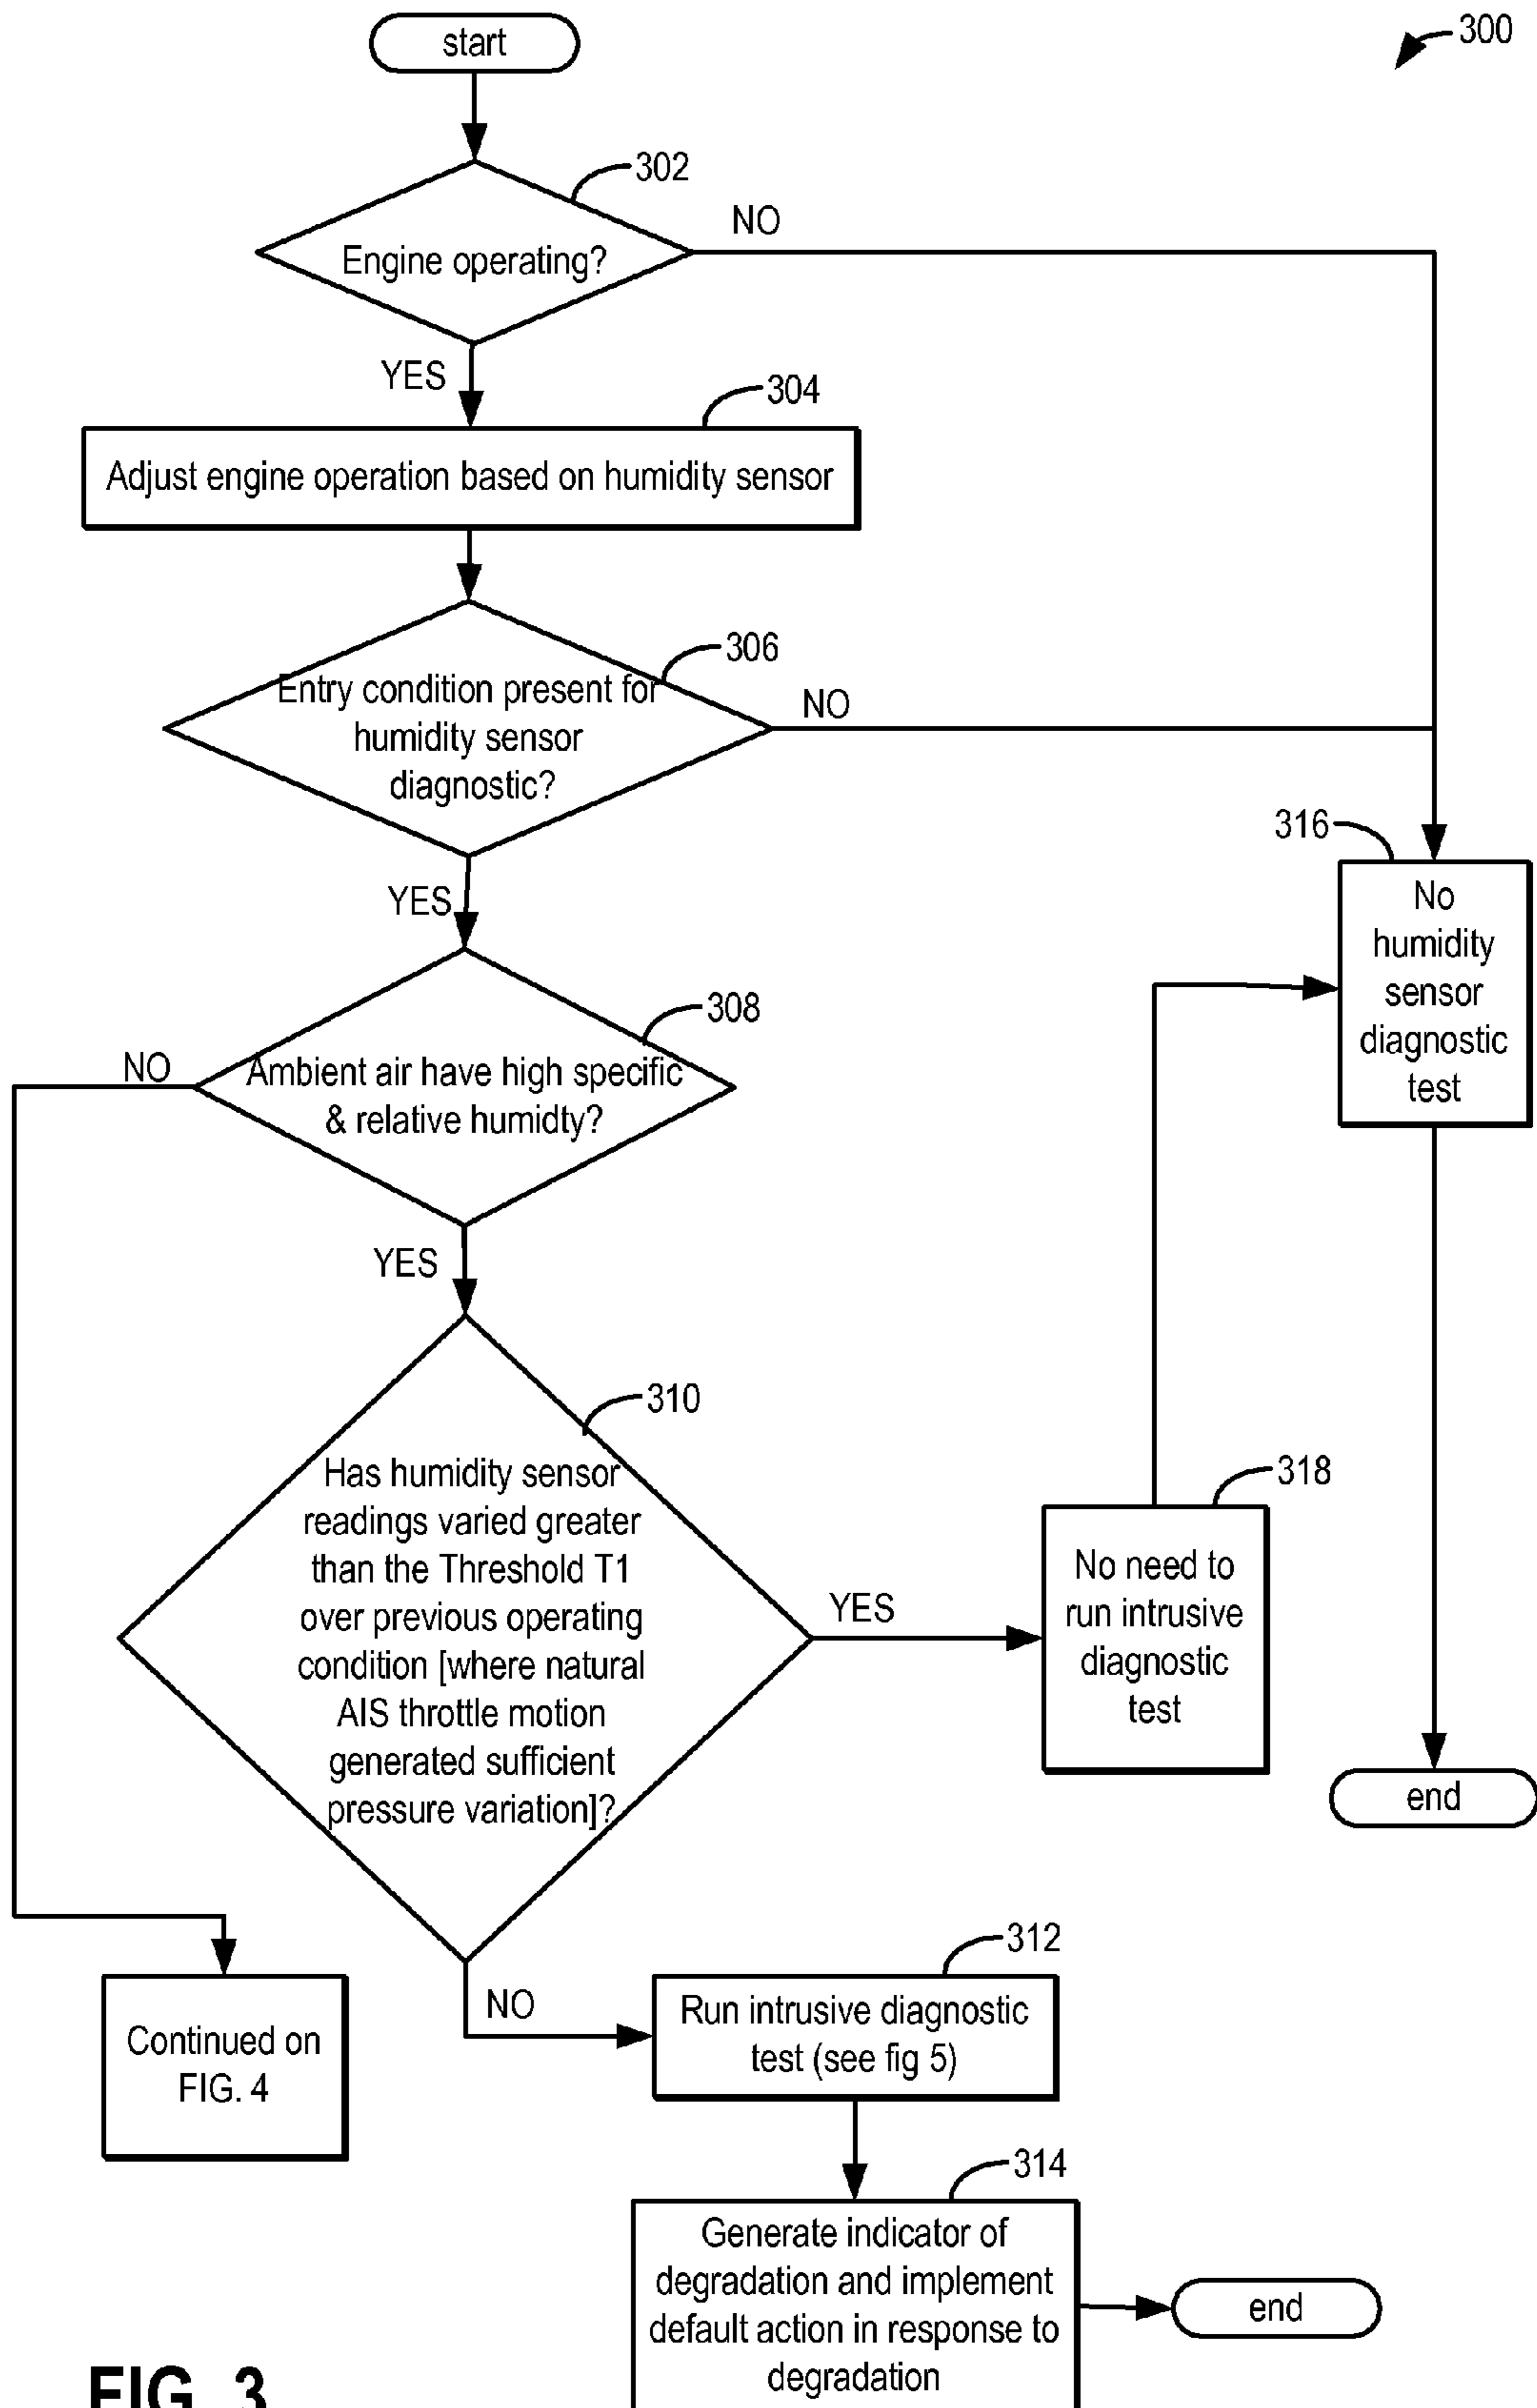 start
300
302
NO
Engine operating?
YES
304
Adjust engine operation based on humidity sensor
306
Entry condition present for
humidity sensor
diagnostic?
NO
316
No
humidity
sensor
diagnostic
test
YES
308
NO
Ambient air have high specific
& relative humidty?
YES
310
Has humidity sensor
readings varied greater
than the Threshold T1
over previous operating
condition [where natural
AIS throttle motion
generated sufficient
pressure variation]?
YES
318
No need to
run intrusive
diagnostic
test
end
312
NO
Run intrusive diagnostic
test (see fig 5)
Continued on
FIG. 4
314
Generate indicator of
degradation and implement
default action in response to
degradation
end
FIG. 3